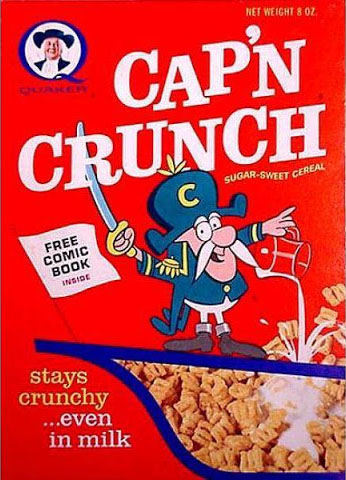 NET WEIGHT 8 OZ.
QUAKER
CAP'N
CRUNCH
SUGAR-SWEET CEREAL
C
FREE
COMIC
BOOK
INSIDE
stays
crunchy
...even
in milk